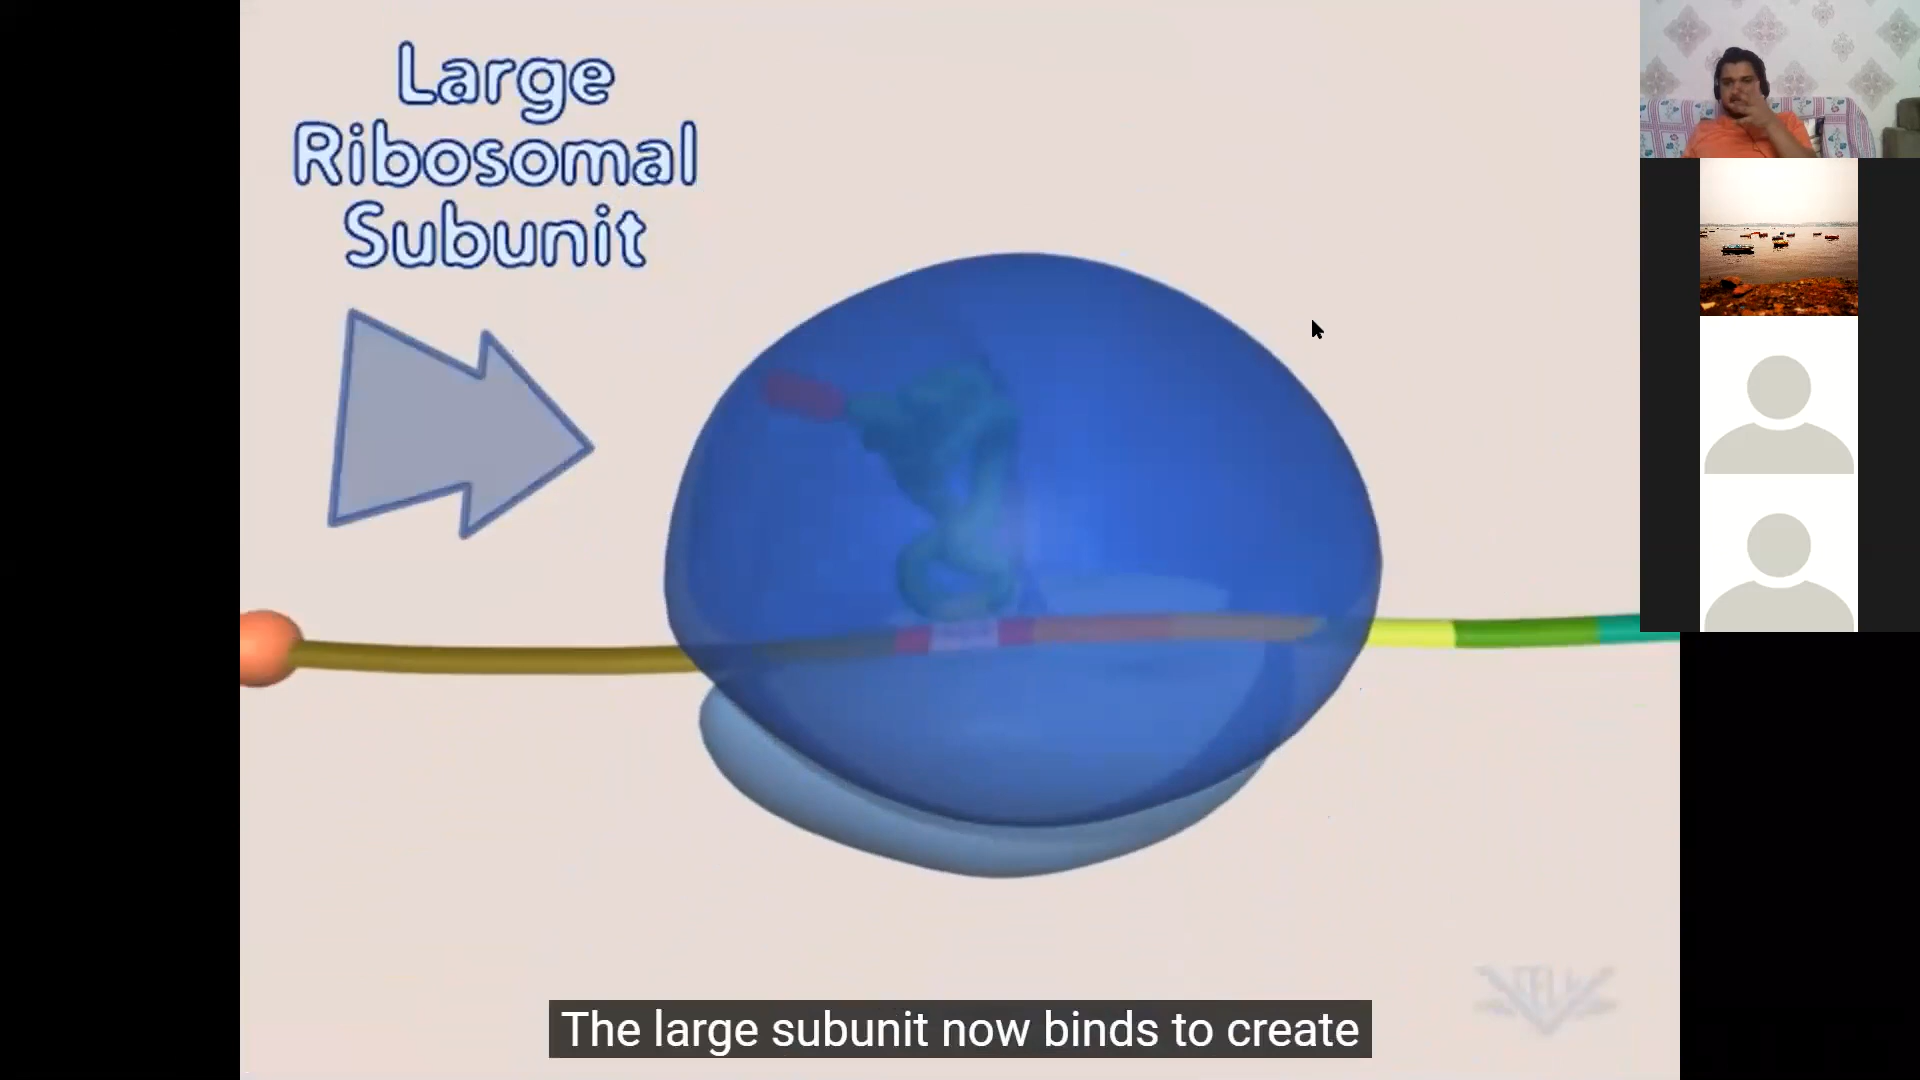 Large
Ribosomal
Subunit
The large subunit now binds to create